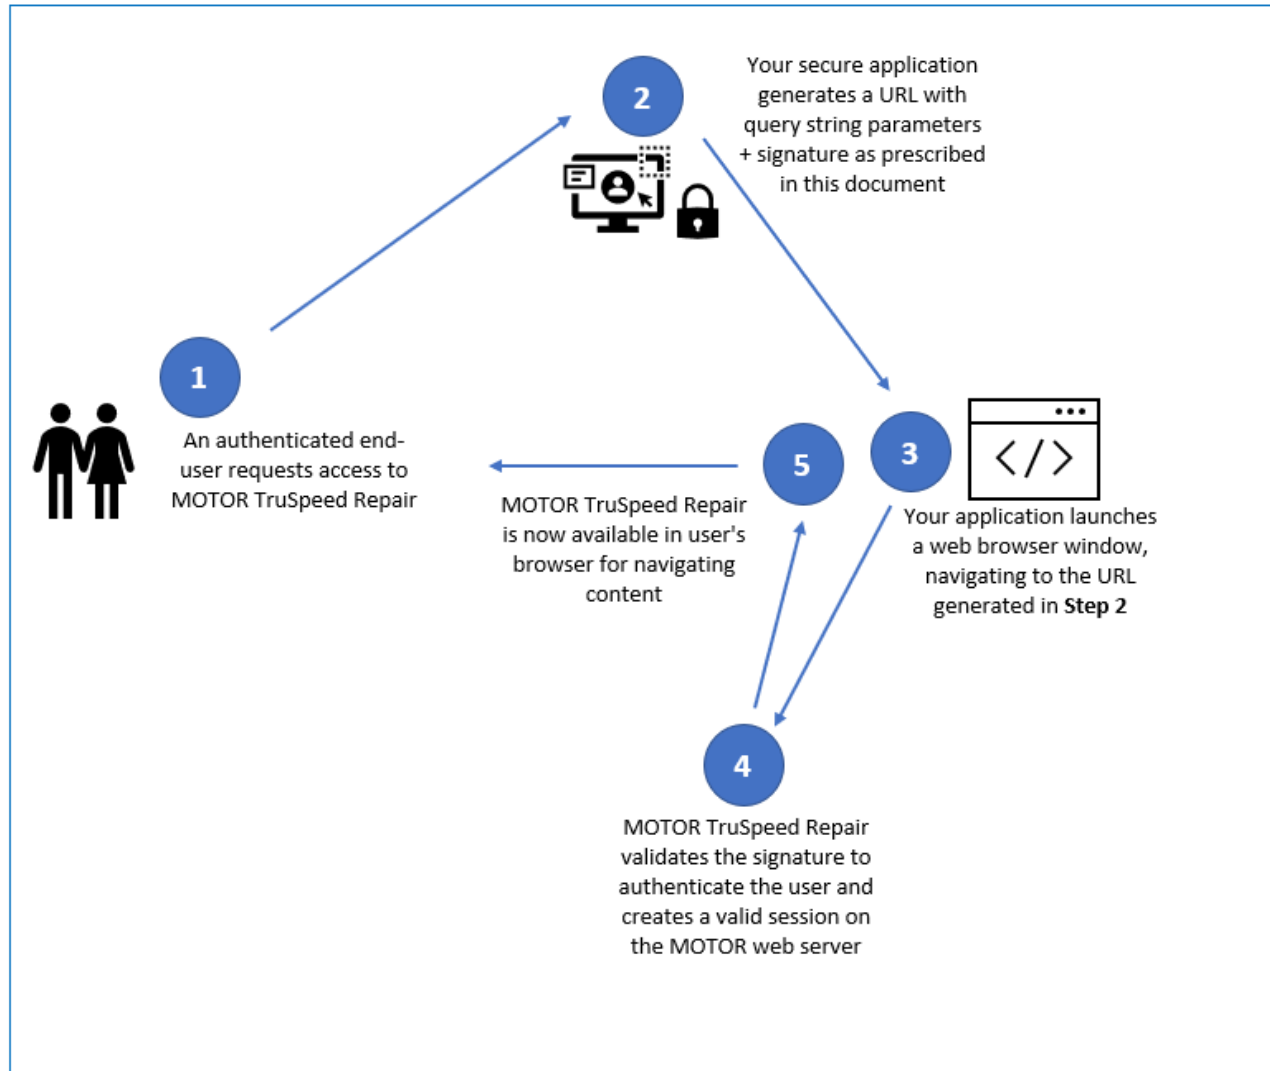 1
An authenticated end-
user requests access to
MOTOR TruSpeed Repair
2
Your secure application
generates a URL with
query string parameters
+ signature as prescribed
in this document
3
</>
Your application launches
a web browser window,
navigating to the URL
generated in Step 2
4
MOTOR TruSpeed Repair
validates the signature to
authenticate the user and
creates a valid session on
the MOTOR web server
5
MOTOR TruSpeed Repair
is now available in user's
browser for navigating
content